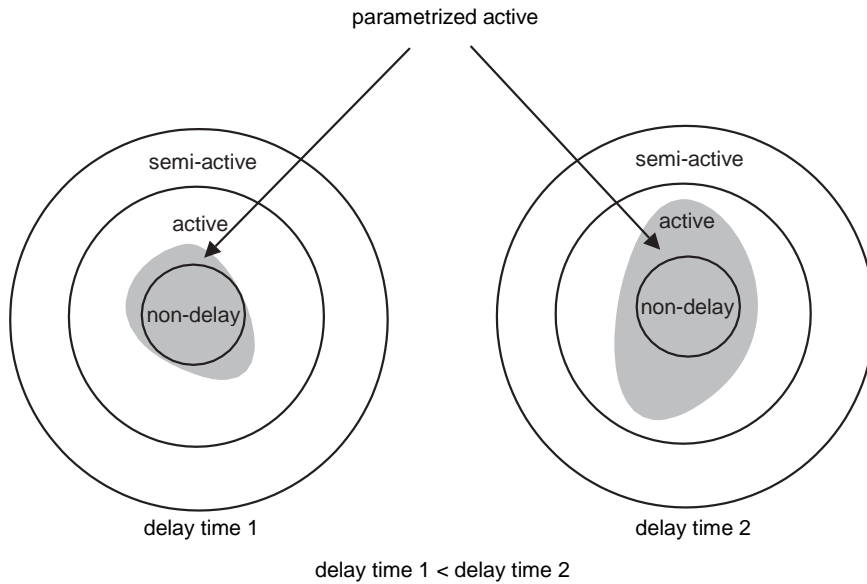 parametrized active
semi-active
active
non-delay
delay time 1
semi-active
active
non-delay
delay time 2
delay time 1 < delay time 2